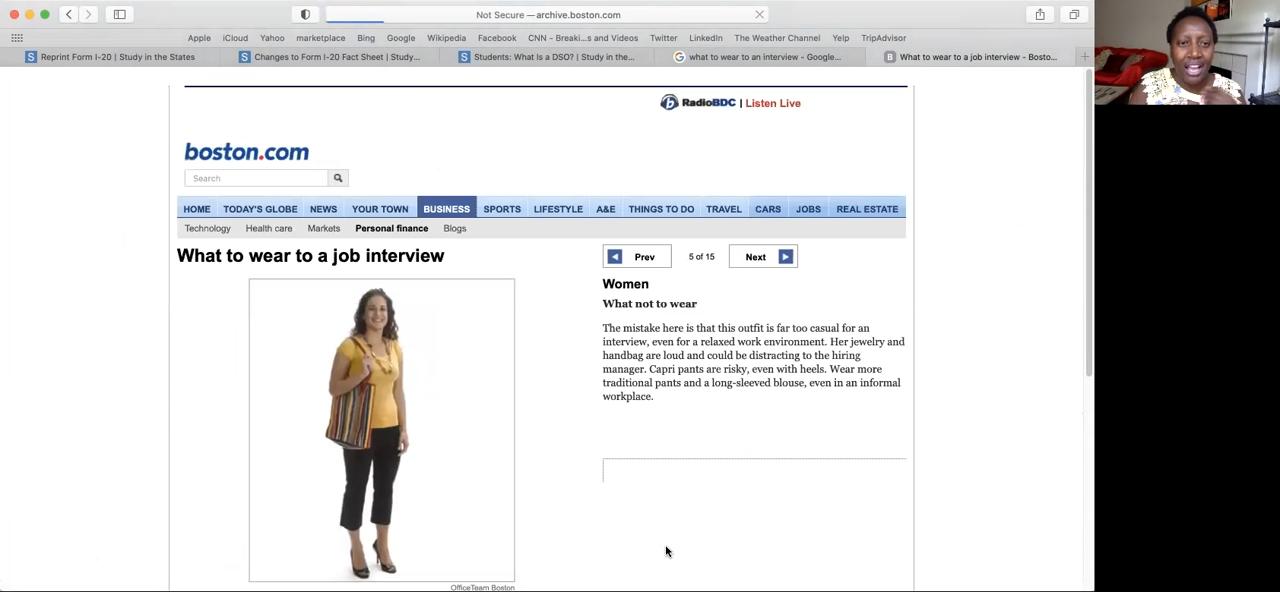 Not Secure — archive.boston.com
Apple iCloud Yahoo marketplace Bing Google Wikipedia Facebook CNN - Breaki...s and Videos Twitter LinkedIn The Weather Channel Yelp TripAdvisor
S Reprint Form I-20 | Study in the States
S Changes to Form I-20 Fact Sheet | Study...
S Students: What Is a DSO? | Study in the...
G what to wear to an interview - Google...
B What to wear to a job interview - Bosto...
b RadioBDC | Listen Live
boston.com
Search
HOME TODAY'S GLOBE NEWS YOUR TOWN BUSINESS SPORTS LIFESTYLE A&E THINGS TO DO TRAVEL CARS JOBS REAL ESTATE
Technology Health care Markets Personal finance Blogs
What to wear to a job interview
Prev 5 of 15 Next
Women
What not to wear
The mistake here is that this outfit is far too casual for an
interview, even for a relaxed work environment. Her jewelry and
handbag are loud and could be distracting to the hiring
manager. Capri pants are risky, even with heels. Wear more
traditional pants and a long-sleeved blouse, even in an informal
workplace.
OfficeTeam Boston